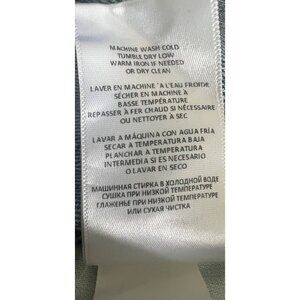 MACHINE WASH COLD
TUMBLE DRY LOW
WARM IRON IF NEEDED
OR DRY CLEAN
LAVER EN MACHINE `A L'EAU FROIDE
SÉCHER EN MACHINE À
BASSE TEMPÉRATURE
REPASSER À FER CHAUD SI NÉCESSAIRE
OU NETTOYER À SEC
LAVAR A MÁQUINA CON AGUA FRÍA
SECAR A TEMPERATURA BAJA
PLANCHAR A TEMPERATURA
INTERMEDIA SI ES NECESARIO
O LAVAR EN SECO
МАШИННАЯ СТИРКА В ХОЛОДНОЙ ВОДЕ
СУШКА ПРИ НИЗКОЙ ТЕМПЕРАТУРЕ
ГЛАЖЕНЬЕ ПРИ НИЗКОЙ ТЕМПЕРАТУРЕ
ИЛИ СУХАЯ ЧИСТКА